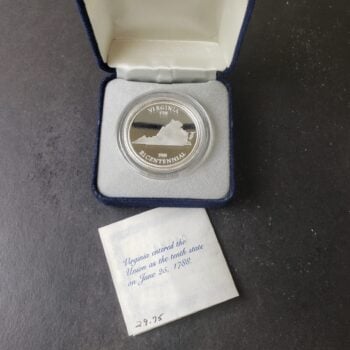 VIRGINIA
1788
1988
BICENTENNIAL
Virginia entered the
Union as the tenth state
on June 25, 1788.
29.75